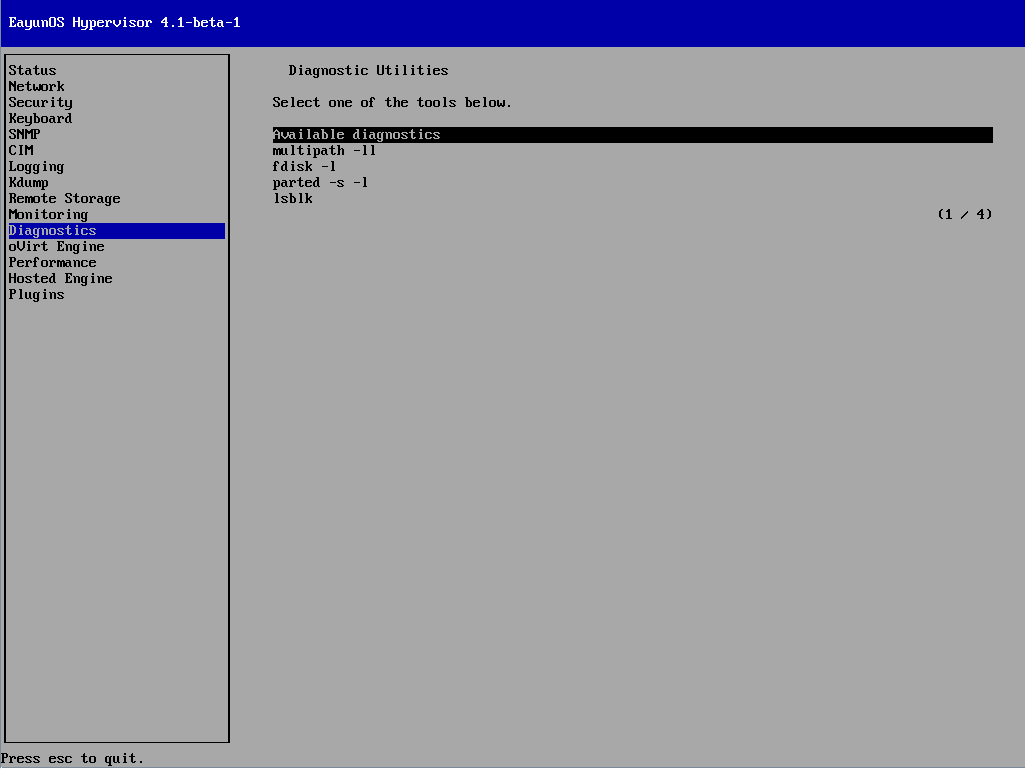 EayunOS Hypervisor 4.1-beta-1
Status
Network
Security
Keyboard
SNMP
CIM
Logging
Kdump
Remote Storage
Monitoring
Diagnostics
oVirt Engine
Performance
Hosted Engine
Plugins
Diagnostic Utilities
Select one of the tools below.
Available diagnostics
multipath -ll
fdisk -l
parted -s -l
lsblk
(1 / 4)
Press esc to quit.